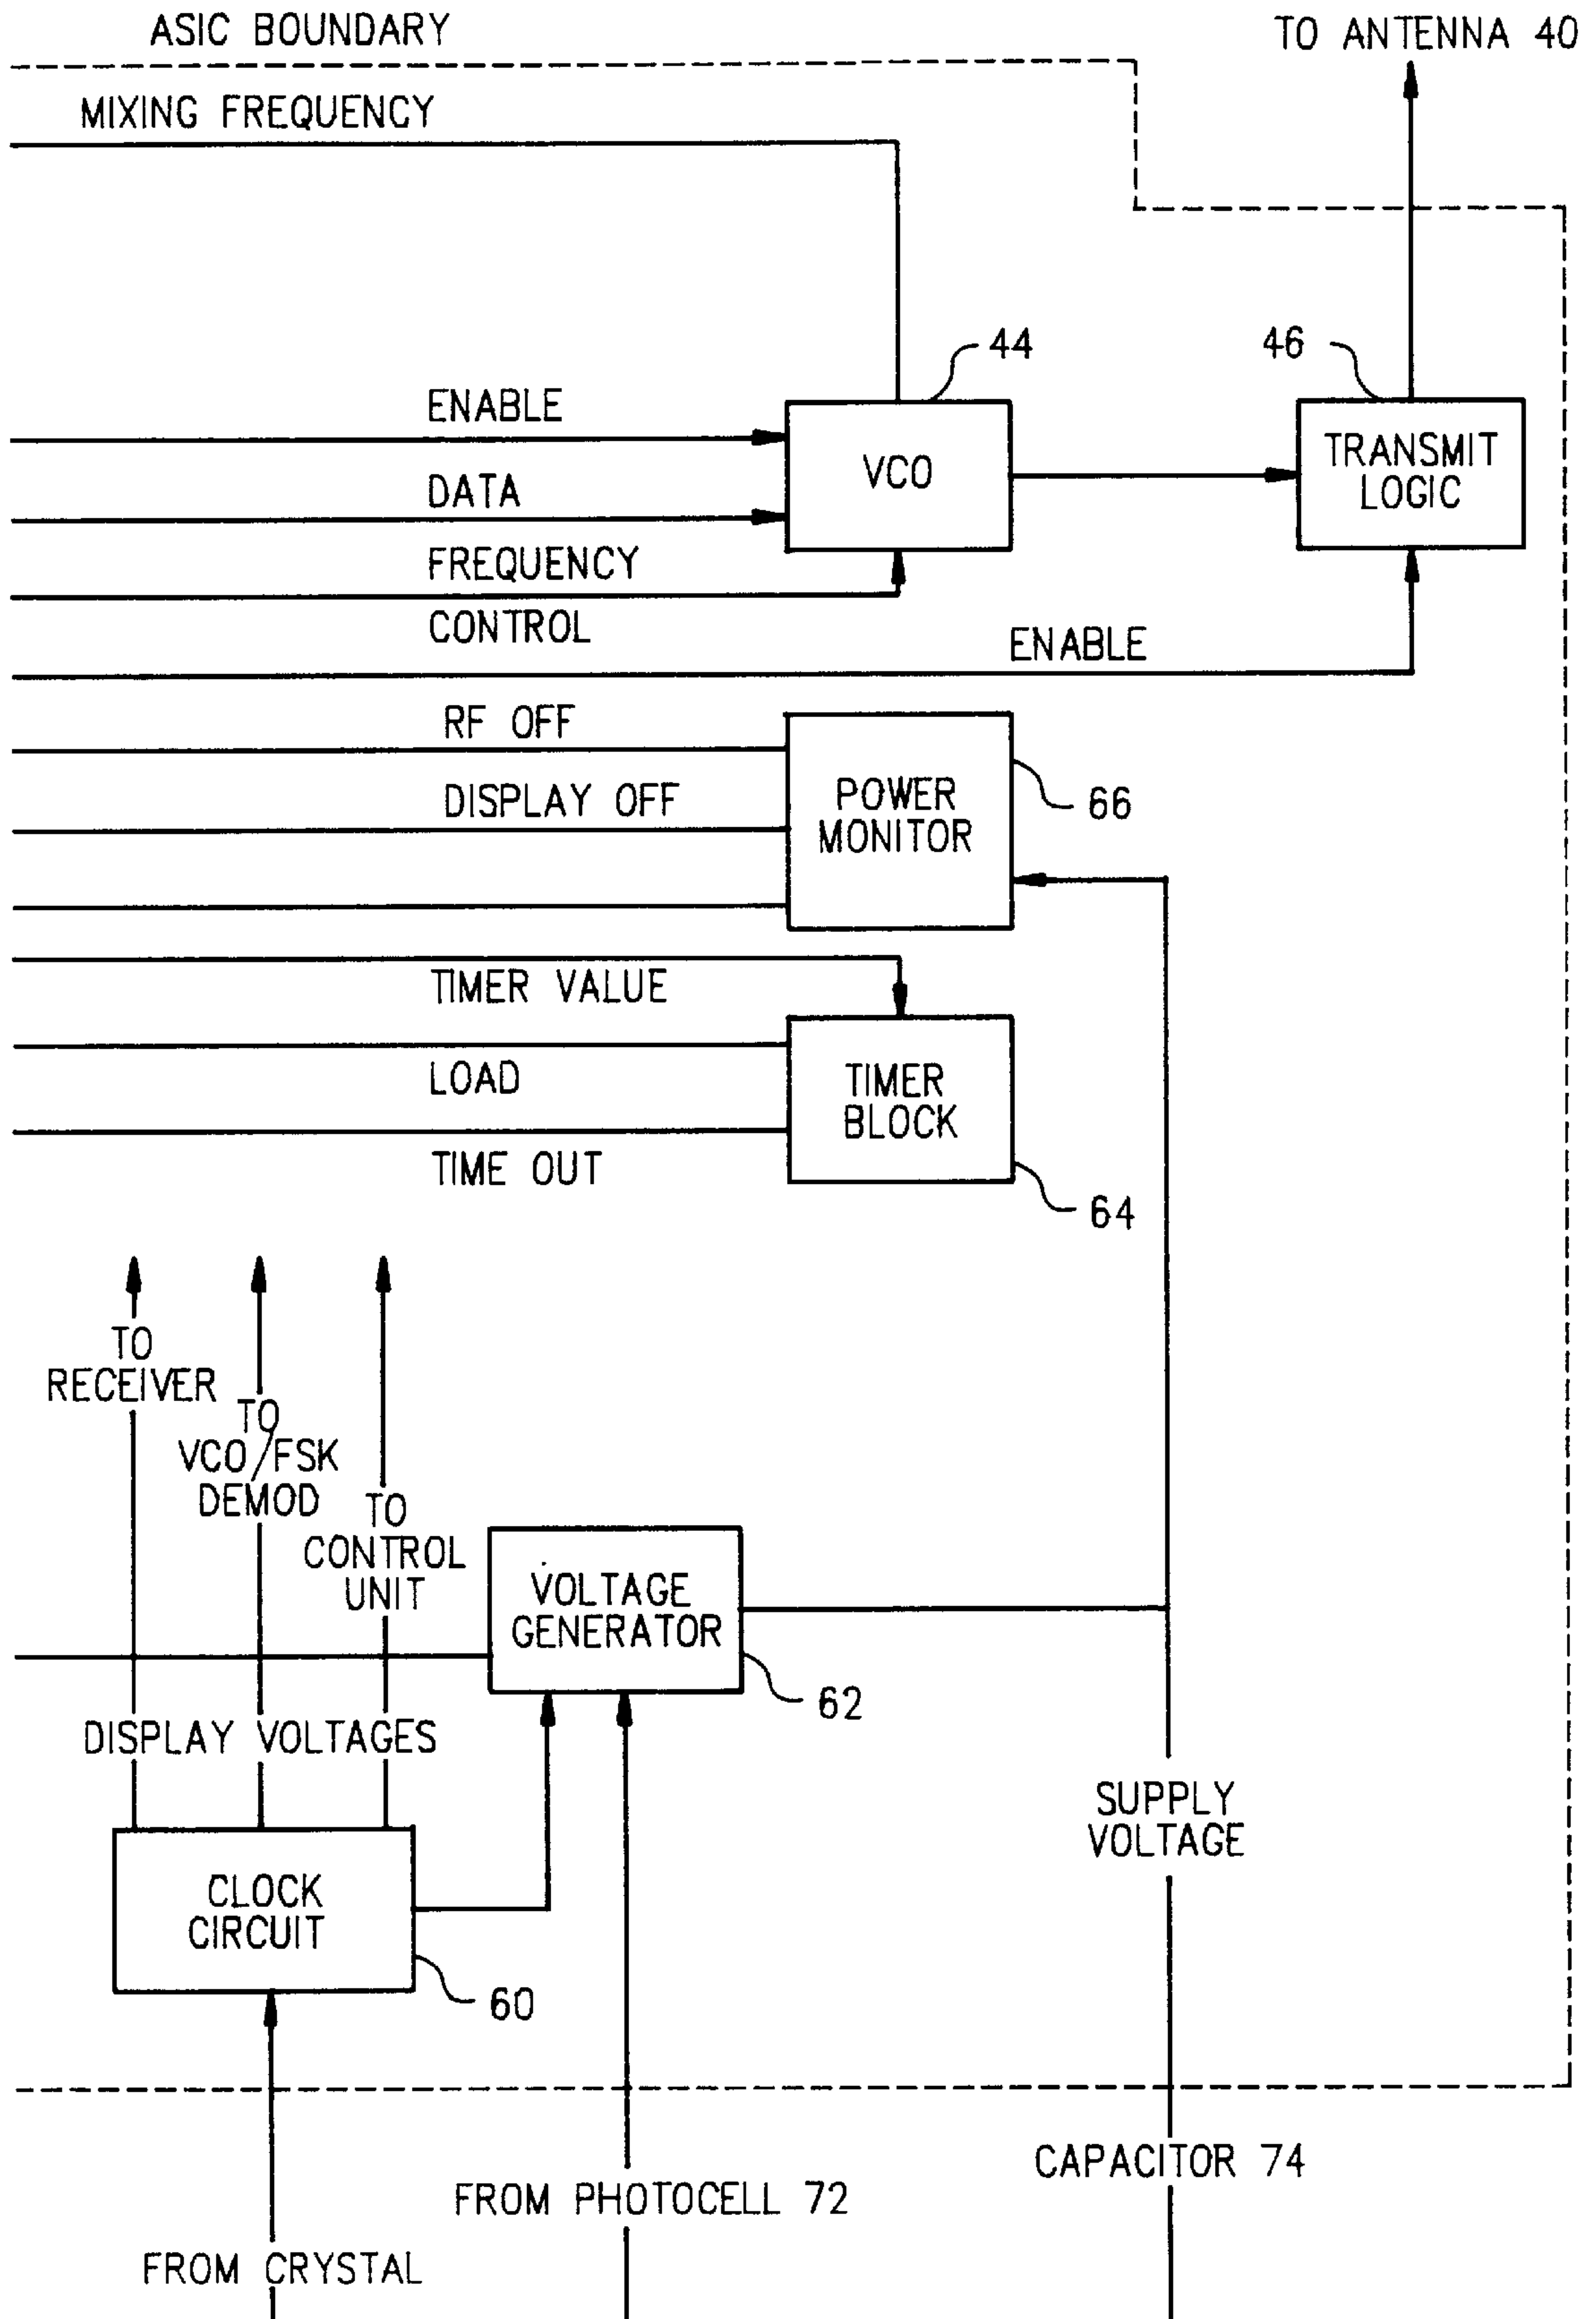 ASIC BOUNDARY
TO ANTENNA 40
MIXING FREQUENCY
44
46
ENABLE
VCO
TRANSMIT
LOGIC
DATA
FREQUENCY
CONTROL
ENABLE
RF OFF
POWER
MONITOR
66
DISPLAY OFF
TIMER VALUE
LOAD
TIMER
BLOCK
TIME OUT
64
TO
RECEIVER
TO
VCO/FSK
DEMOD
TO
CONTROL
UNIT
VOLTAGE
GENERATOR
62
DISPLAY VOLTAGES
SUPPLY
VOLTAGE
CLOCK
CIRCUIT
60
CAPACITOR 74
FROM PHOTOCELL 72
FROM CRYSTAL